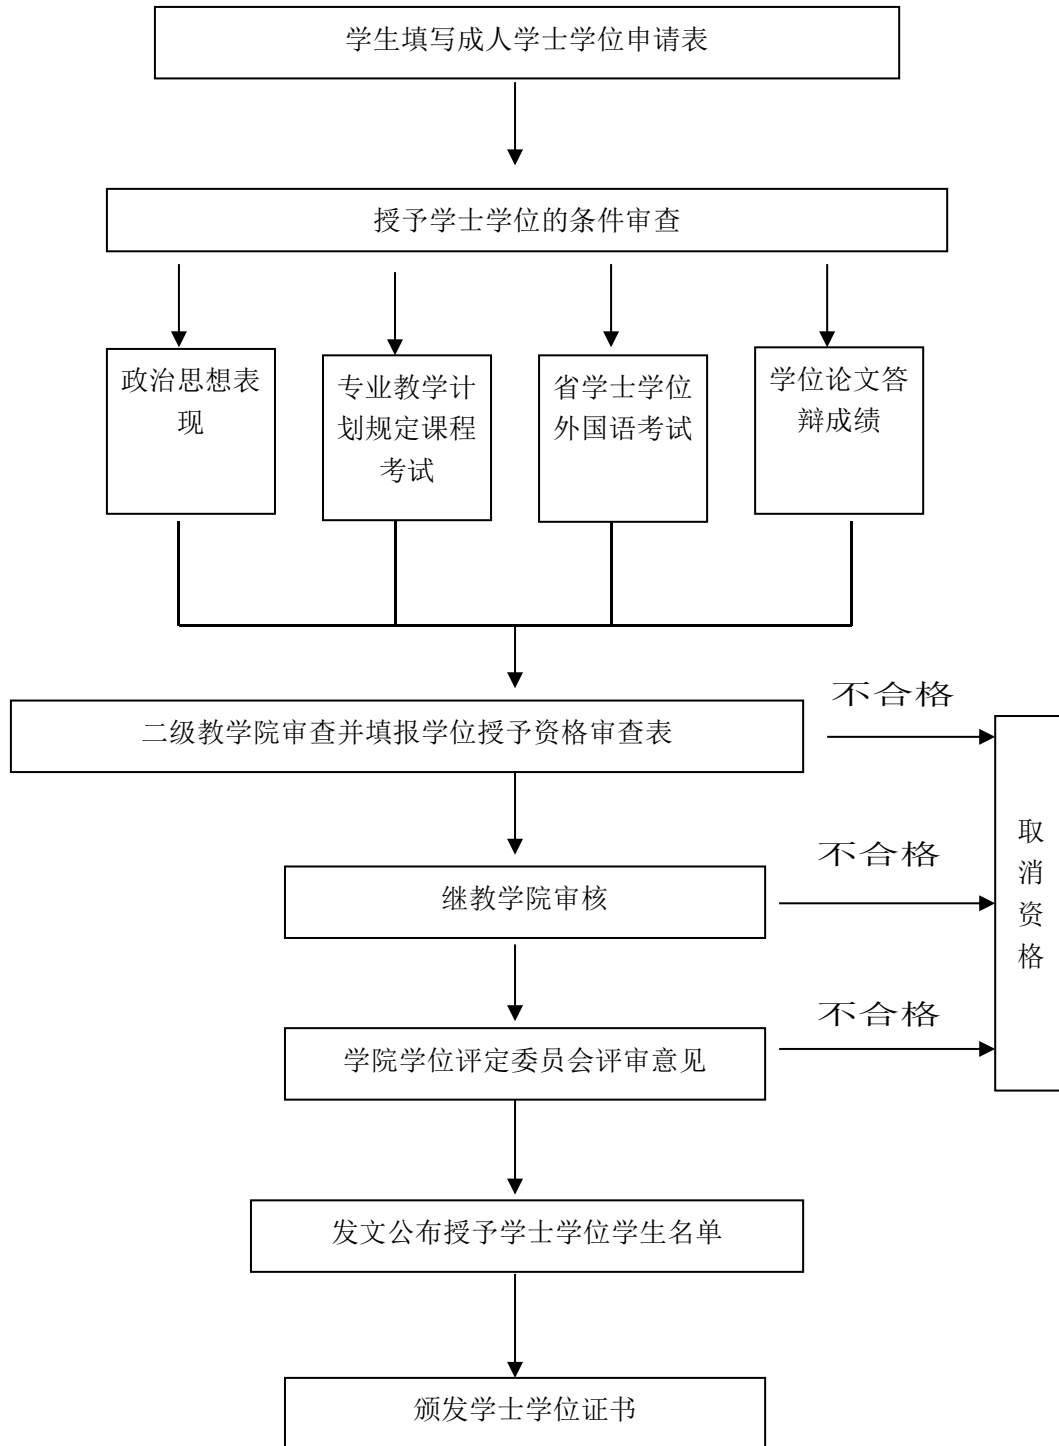 学生填写成人学士学位申请表
授予学士学位的条件审查
政治思想表
现
专业教学计
划规定课程
考试
省学士学位
外国语考试
学位论文答
辩成绩
不合格
二级教学院审查并填报学位授予资格审查表
不合格
继教学院审核
取
消
资
格
不合格
学院学位评定委员会评审意见
发文公布授予学士学位学生名单
颁发学士学位证书